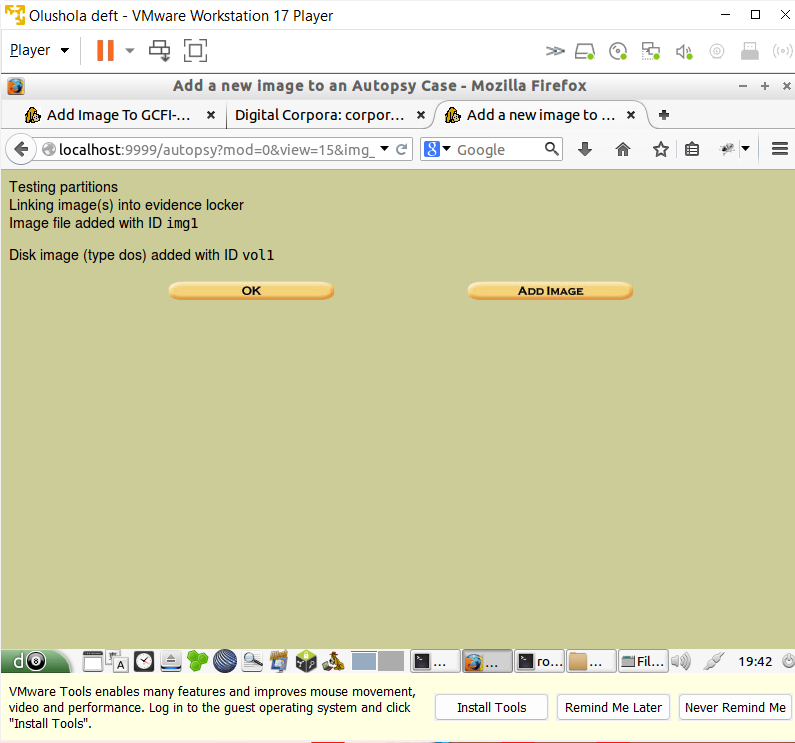 Olushola deft - VMware Workstation 17 Player
Player
Add a new image to an Autopsy Case - Mozilla Firefox
Add Image To GCFI-... Digital Corpora: corpor... Add a new image to ...
localhost:9999/autopsy?mod=0&view=15&img_ 8 Google
Testing partitions
Linking image(s) into evidence locker
Image file added with ID img1
Disk image (type dos) added with ID vol1
OK ADD IMAGE
d8 A ... ... ro... ... Fil... 19:42
VMware Tools enables many features and improves mouse movement,
video and performance. Log in to the guest operating system and click
"Install Tools".
Install Tools Remind Me Later Never Remind Me